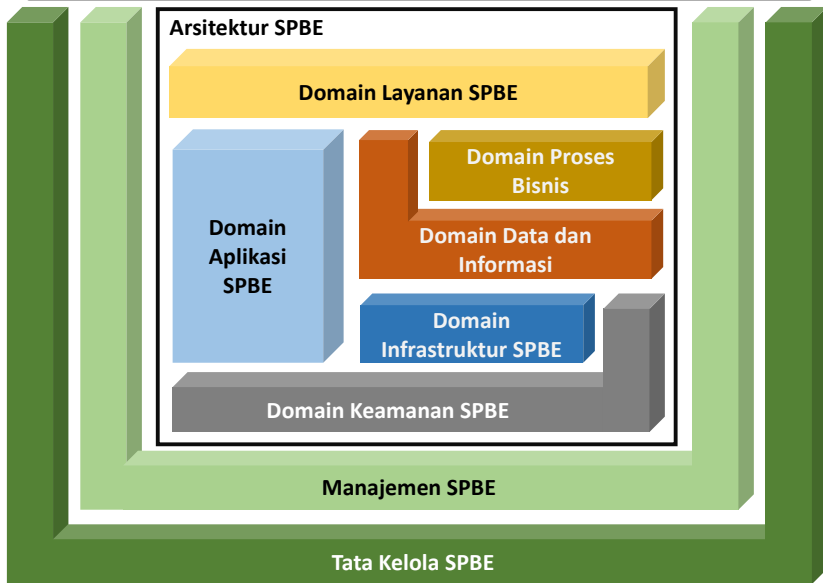 Arsitektur SPBE
Domain Layanan SPBE
Domain Proses
Bisnis
Domain
Aplikasi
SPBE
Domain Data dan
Informasi
Domain
Infrastruktur SPBE
Domain Keamanan SPBE
Manajemen SPBE
Tata Kelola SPBE